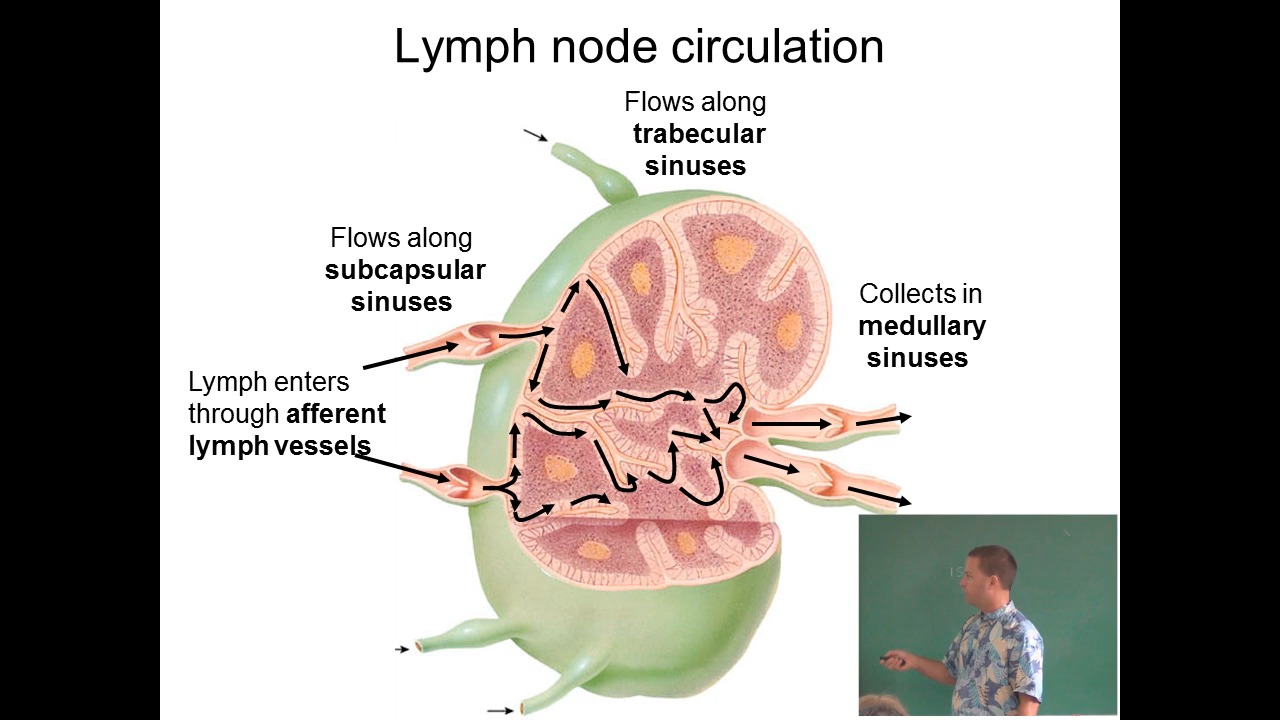 Lymph node circulation
Flows along
trabecular
sinuses
Flows along
subcapsular
sinuses
Collects in
medullary
sinuses
Lymph enters
through afferent
lymph vessels